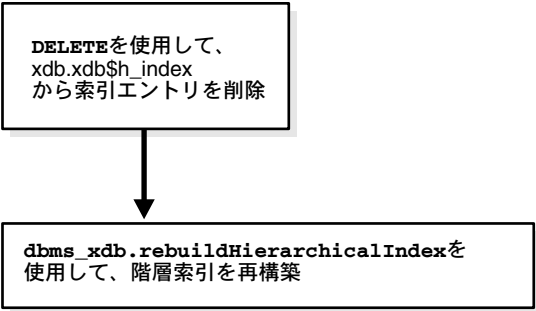 DELETEを使用して、
xdb.xdb$h_index
から索引エントリを削除
dbms_xdb.rebuildHierarchicalIndexを
使用して、階層索引を再構築